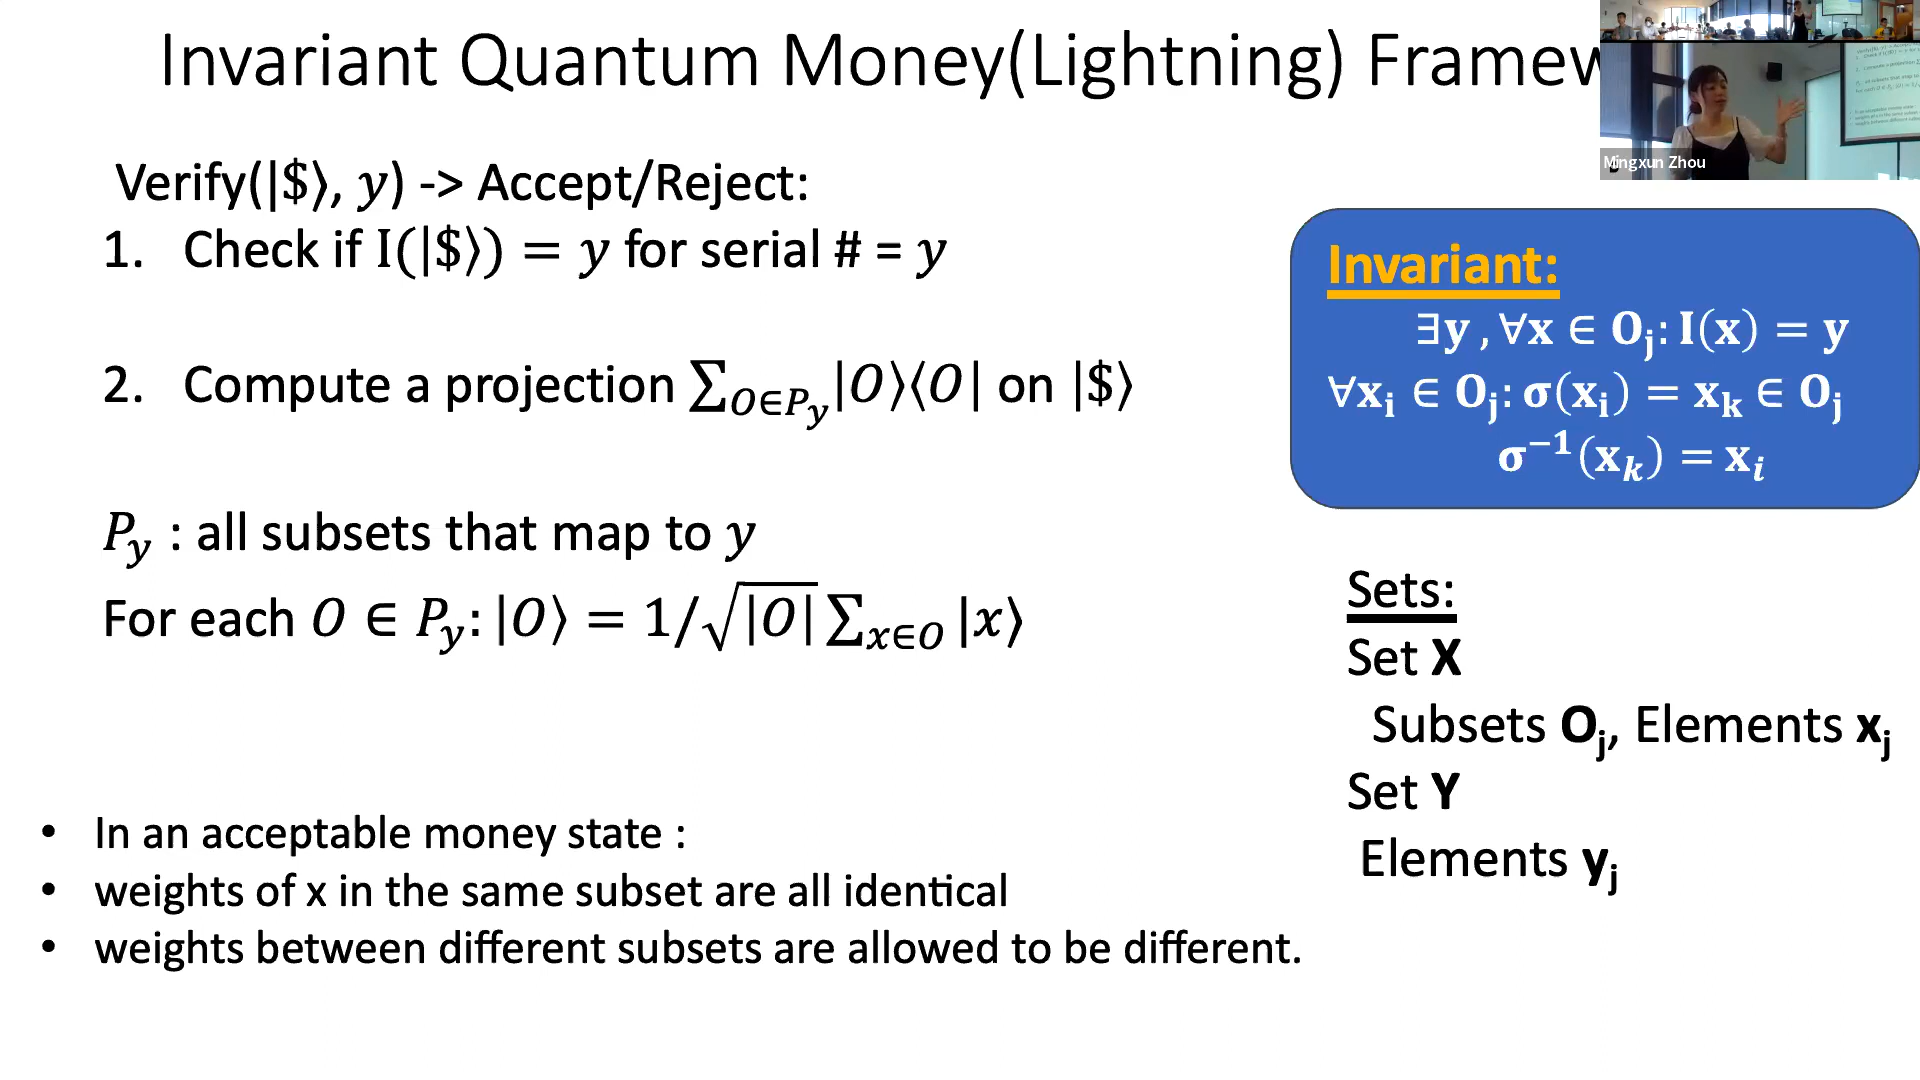 Invariant Quantum Money(Lightning) Framew
Verify(|$⟩, y) -> Accept/Reject:
1. Check if I(|$⟩) = y for serial # = y
2. Compute a projection ∑_{O∈P_y}|O⟩⟨O| on |$⟩
P_y : all subsets that map to y
For each O ∈ P_y: |O⟩ = 1/√|O| ∑_{x∈O} |x⟩
• In an acceptable money state :
• weights of x in the same subset are all identical
• weights between different subsets are allowed to be different.
Mingxun Zhou
Invariant:
∃y , ∀x ∈ O_j: I(x) = y
∀x_i ∈ O_j: σ(x_i) = x_k ∈ O_j
σ⁻¹(x_k) = x_i
Sets:
Set X
Subsets O_j, Elements x_j
Set Y
Elements y_j